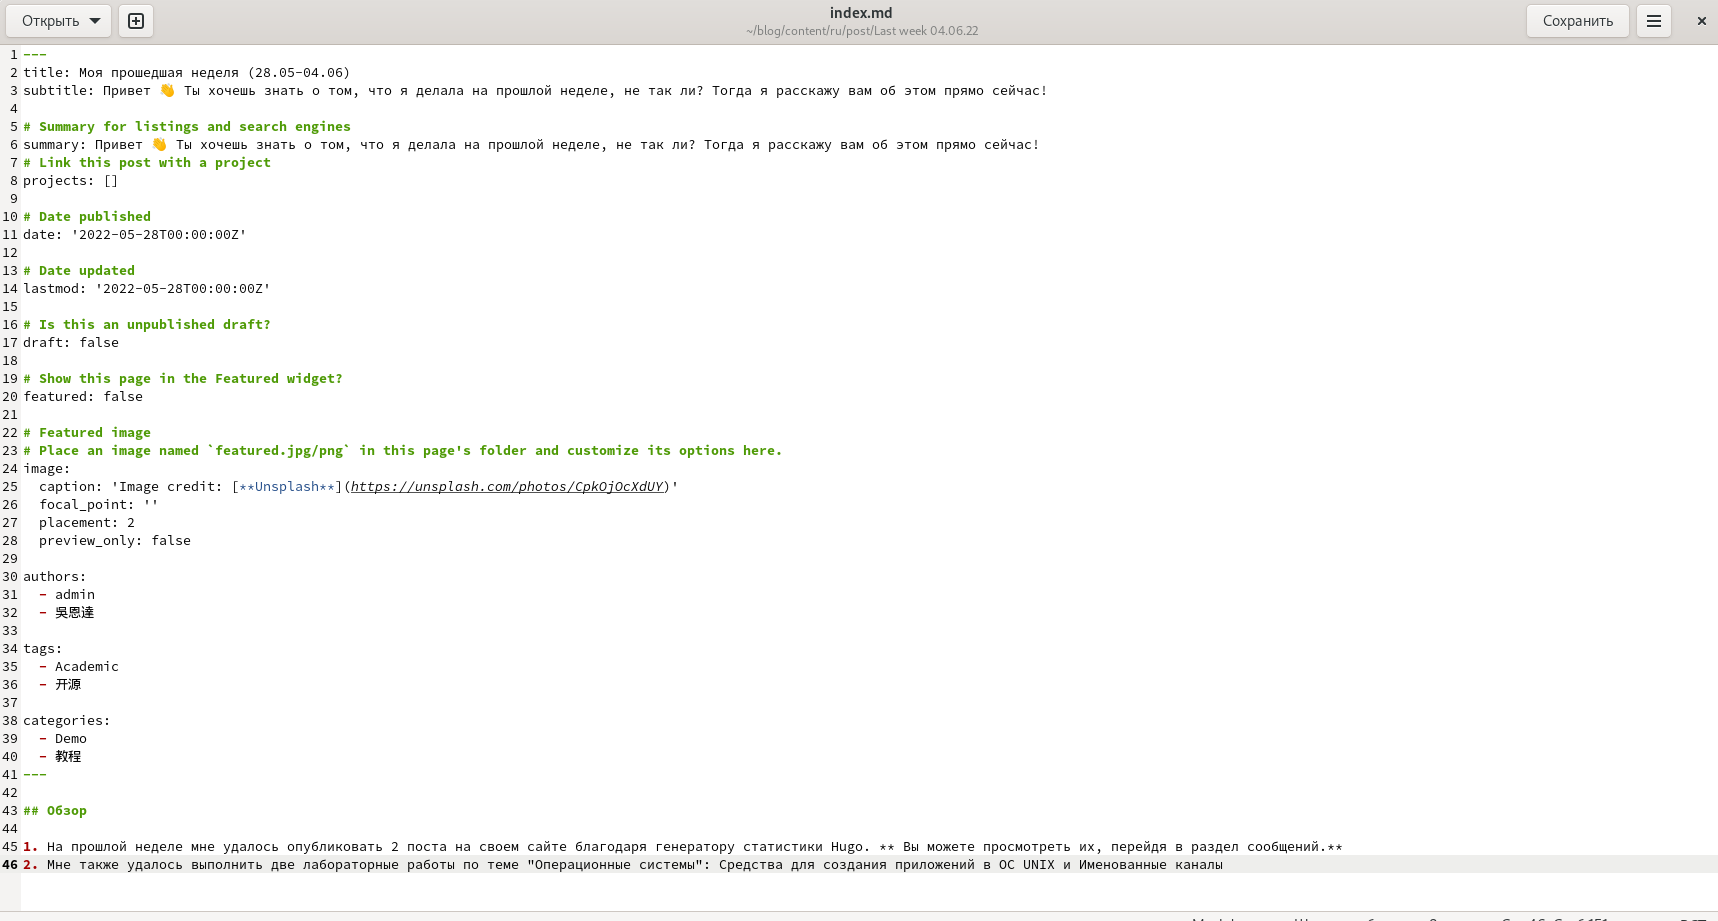 Открыть
index.md
~/blog/content/ru/post/Last week 04.06.22
Сохранить
1 ---
2 title: Моя прошедшая неделя (28.05-04.06)
3 subtitle: Привет 👋 Ты хочешь знать о том, что я делала на прошлой неделе, не так ли? Тогда я расскажу вам об этом прямо сейчас!
4
5 # Summary for listings and search engines
6 summary: Привет 👋 Ты хочешь знать о том, что я делала на прошлой неделе, не так ли? Тогда я расскажу вам об этом прямо сейчас!
7 # Link this post with a project
8 projects: []
9
10 # Date published
11 date: '2022-05-28T00:00:00Z'
12
13 # Date updated
14 lastmod: '2022-05-28T00:00:00Z'
15
16 # Is this an unpublished draft?
17 draft: false
18
19 # Show this page in the Featured widget?
20 featured: false
21
22 # Featured image
23 # Place an image named `featured.jpg/png` in this page's folder and customize its options here.
24 image:
25   caption: 'Image credit: [**Unsplash**](https://unsplash.com/photos/CpkOjOcXdUY)'
26   focal_point: ''
27   placement: 2
28   preview_only: false
29
30 authors:
31   - admin
32   - 吳恩達
33
34 tags:
35   - Academic
36   - 开源
37
38 categories:
39   - Demo
40   - 教程
41 ---
42
43 ## Обзор
44
45 1. На прошлой неделе мне удалось опубликовать 2 поста на своем сайте благодаря генератору статистики Hugo. ** Вы можете просмотреть их, перейдя в раздел сообщений.**
46 2. Мне также удалось выполнить две лабораторные работы по теме "Операционные системы": Средства для создания приложений в ОС UNIX и Именованные каналы